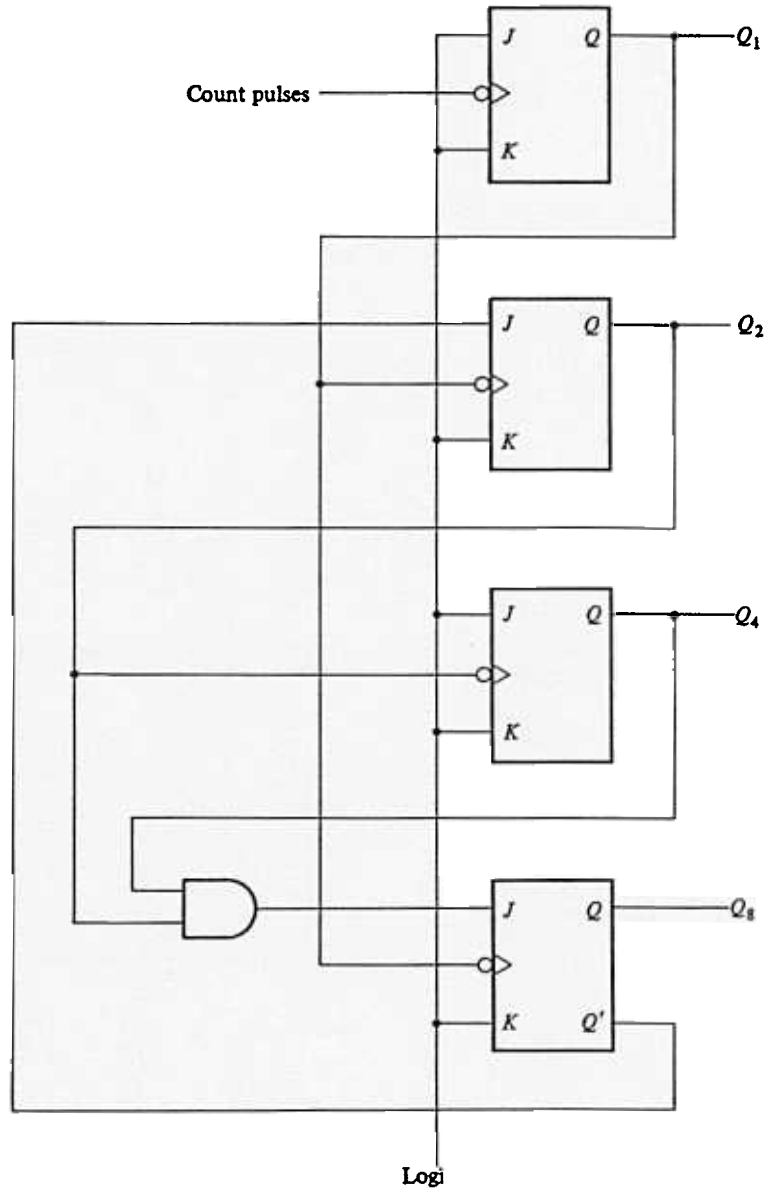 J Q Q₁
Count pulses
K
J Q Q₂
K
J Q Q₄
K
J Q Q₈
K Q'
Logi